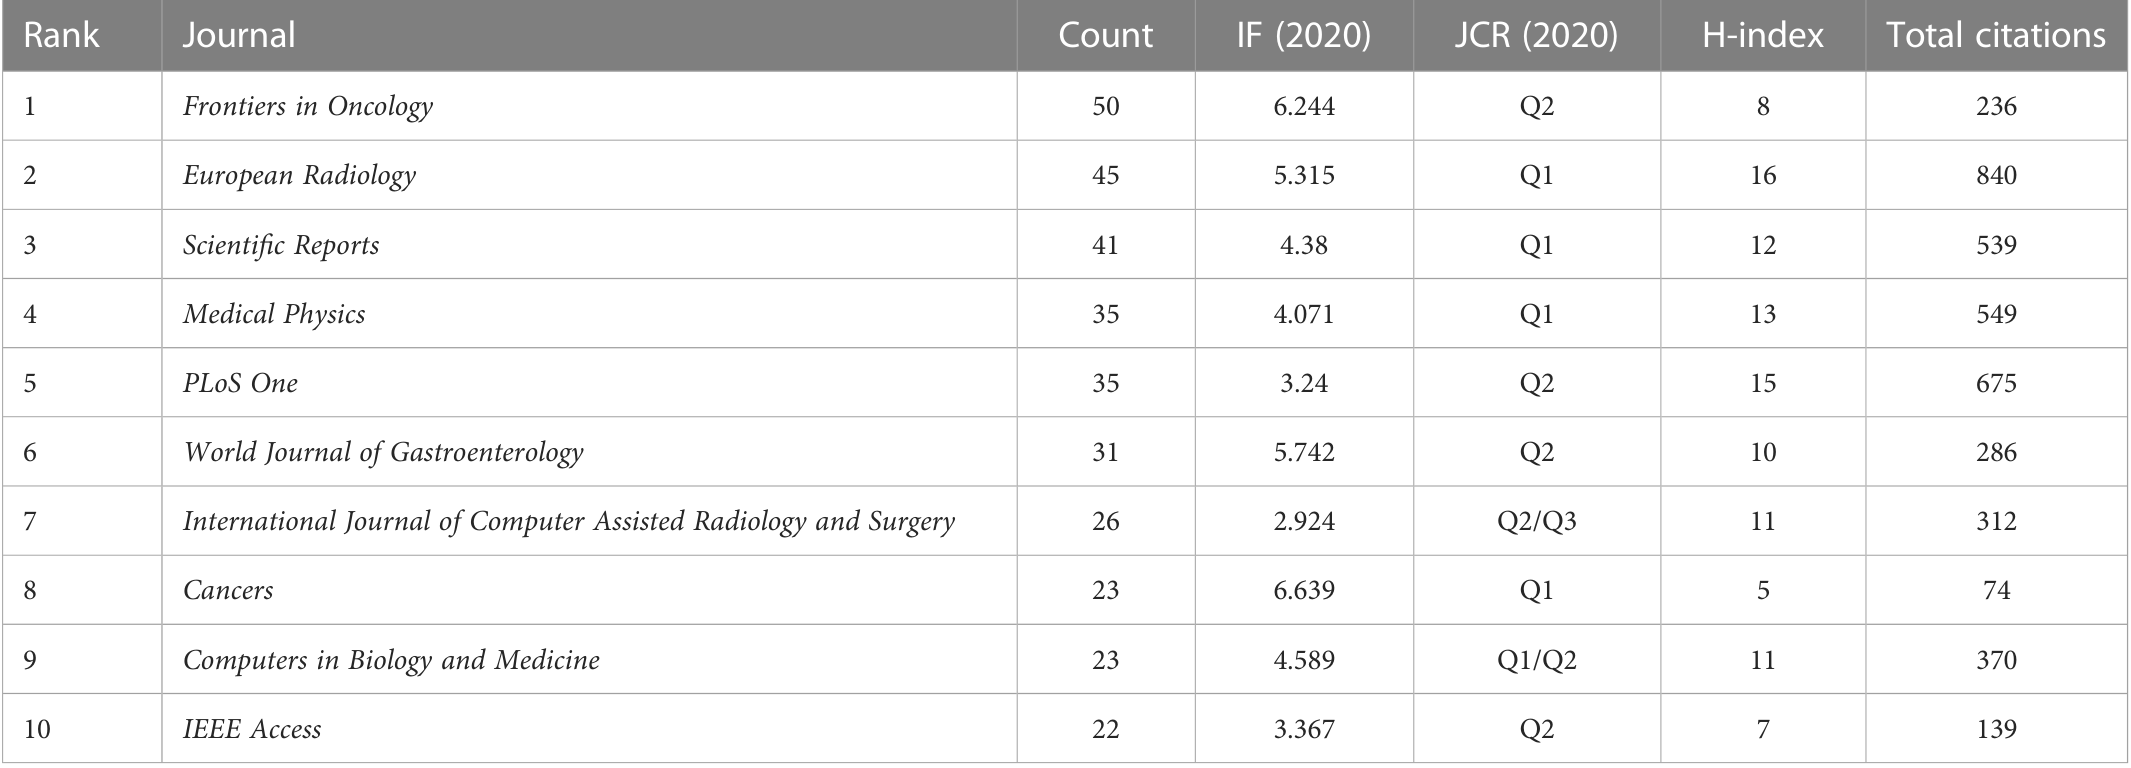 Rank Journal Count IF (2020) JCR (2020) H-index Total citations
1 Frontiers in Oncology 50 6.244 Q2 8 236
2 European Radiology 45 5.315 Q1 16 840
3 Scientific Reports 41 4.38 Q1 12 539
4 Medical Physics 35 4.071 Q1 13 549
5 PLoS One 35 3.24 Q2 15 675
6 World Journal of Gastroenterology 31 5.742 Q2 10 286
7 International Journal of Computer Assisted Radiology and Surgery 26 2.924 Q2/Q3 11 312
8 Cancers 23 6.639 Q1 5 74
9 Computers in Biology and Medicine 23 4.589 Q1/Q2 11 370
10 IEEE Access 22 3.367 Q2 7 139